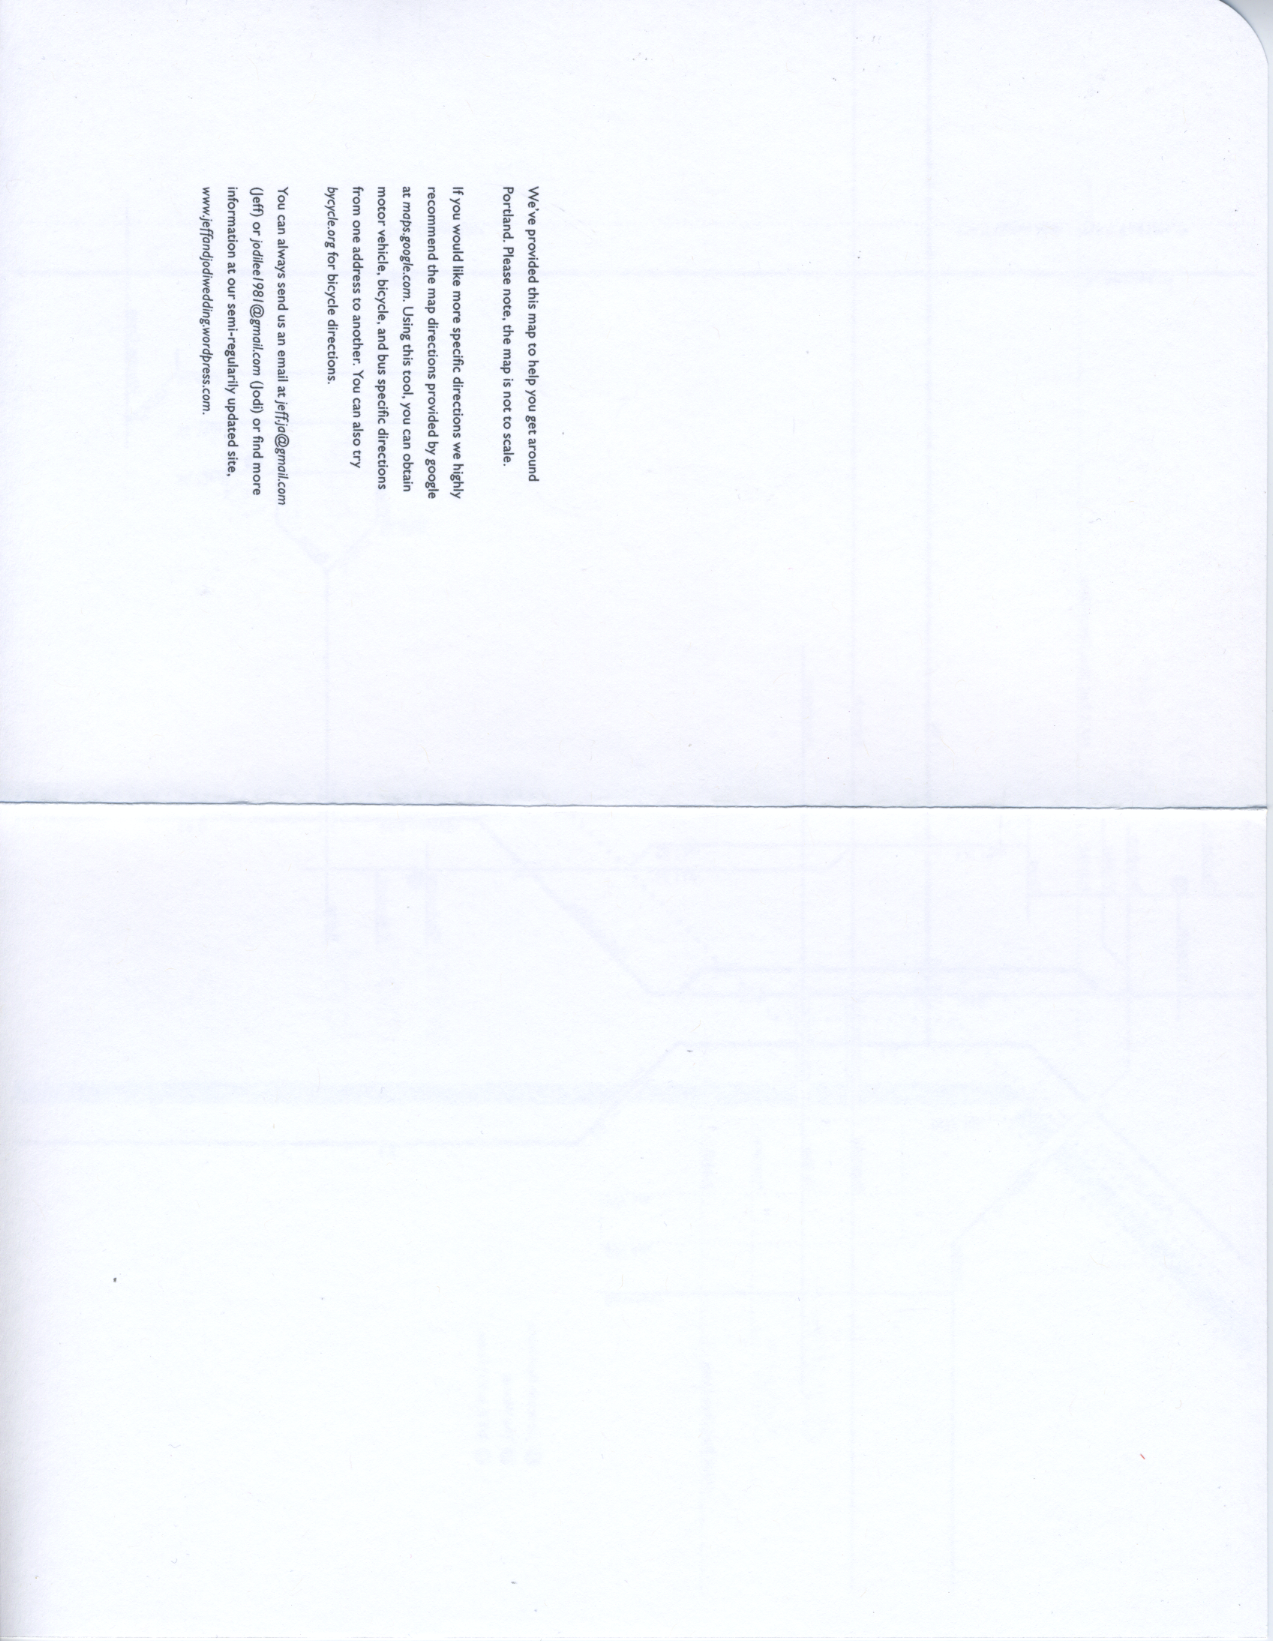 We've provided this map to help you get around
Portland. Please note, the map is not to scale.
If you would like more specific directions we highly
recommend the map directions provided by google
at maps.google.com. Using this tool, you can obtain
motor vehicle, bicycle, and bus specific directions
from one address to another. You can also try
bycycle.org for bicycle directions.
You can always send us an email at jeff.ja@gmail.com
(Jeff) or jodilee1981@gmail.com (Jodi) or find more
information at our semi-regularily updated site,
www.jeffandjodiwedding.wordpress.com.